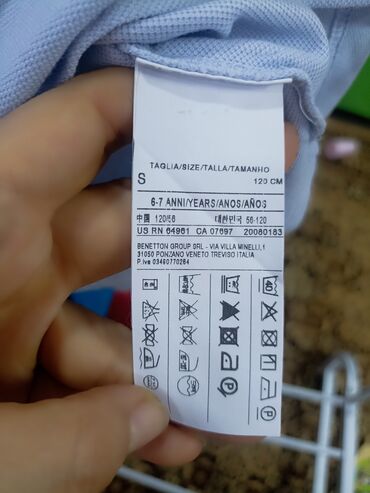 TAGLIA/SIZE/TALLA/TAMANHO
S 120 CM
6-7 ANNI/YEARS/ANOS/AÑOS
中国 120/56 대한민국 56-120
US RN 64961 CA 07697 20080183
BENETTON GROUP SRL - VIA VILLA MINELLI,1
31050 PONZANO VENETO TREVISO ITALIA
P.iva 03490770264